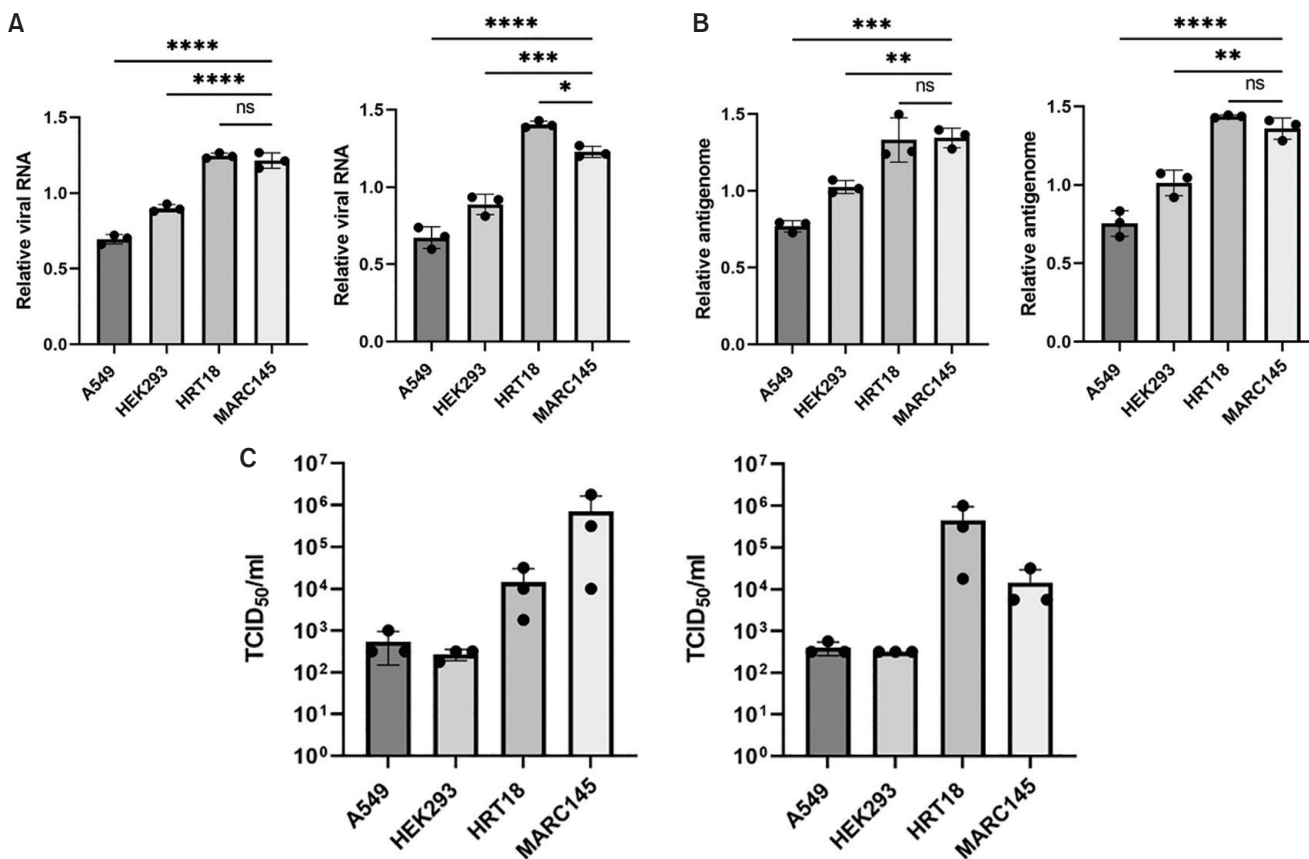 A
****
****
ns
Relative viral RNA
1.5
1.0
0.5
0.0
A549
HEK293
HRT18
MARC145
****
***
*
Relative viral RNA
1.5
1.0
0.5
0.0
A549
HEK293
HRT18
MARC145
B
***
**
ns
Relative antigenome
1.5
1.0
0.5
0.0
A549
HEK293
HRT18
MARC145
****
**
ns
Relative antigenome
1.5
1.0
0.5
0.0
A549
HEK293
HRT18
MARC145
C
TCID₅₀/ml
10⁷
10⁶
10⁵
10⁴
10³
10²
10¹
10⁰
A549
HEK293
HRT18
MARC145
TCID₅₀/ml
10⁷
10⁶
10⁵
10⁴
10³
10²
10¹
10⁰
A549
HEK293
HRT18
MARC145